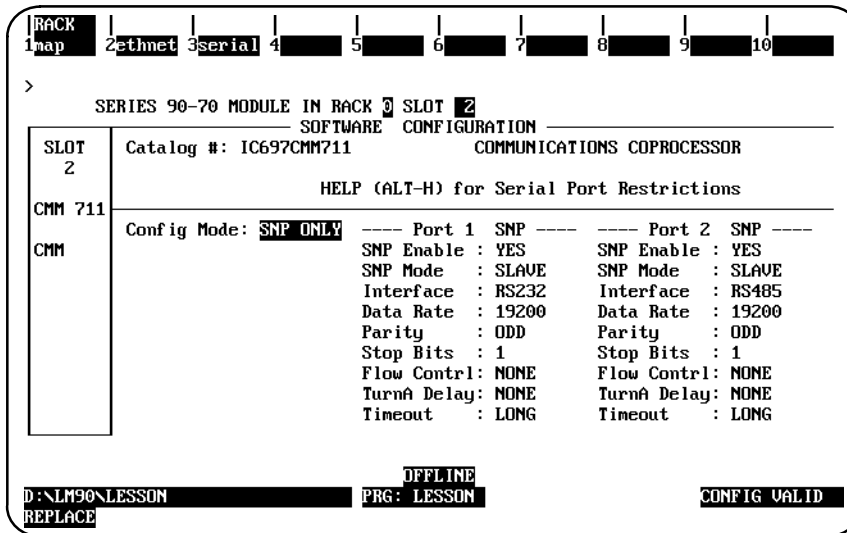 RACK
1map 2ethnet 3serial 4 5 6 7 8 9 10
>
SERIES 90-70 MODULE IN RACK 0 SLOT 2
SOFTWARE CONFIGURATION
SLOT Catalog #: IC697CMM711 COMMUNICATIONS COPROCESSOR
2
HELP (ALT-H) for Serial Port Restrictions
CMM 711
Config Mode: SNP ONLY ---- Port 1 SNP ---- ---- Port 2 SNP ----
CMM SNP Enable : YES SNP Enable : YES
SNP Mode : SLAVE SNP Mode : SLAVE
Interface : RS232 Interface : RS485
Data Rate : 19200 Data Rate : 19200
Parity : ODD Parity : ODD
Stop Bits : 1 Stop Bits : 1
Flow Contrl: NONE Flow Contrl: NONE
TurnA Delay: NONE TurnA Delay: NONE
Timeout : LONG Timeout : LONG
OFFLINE
D:\LM90\LESSON PRG: LESSON CONFIG VALID
REPLACE